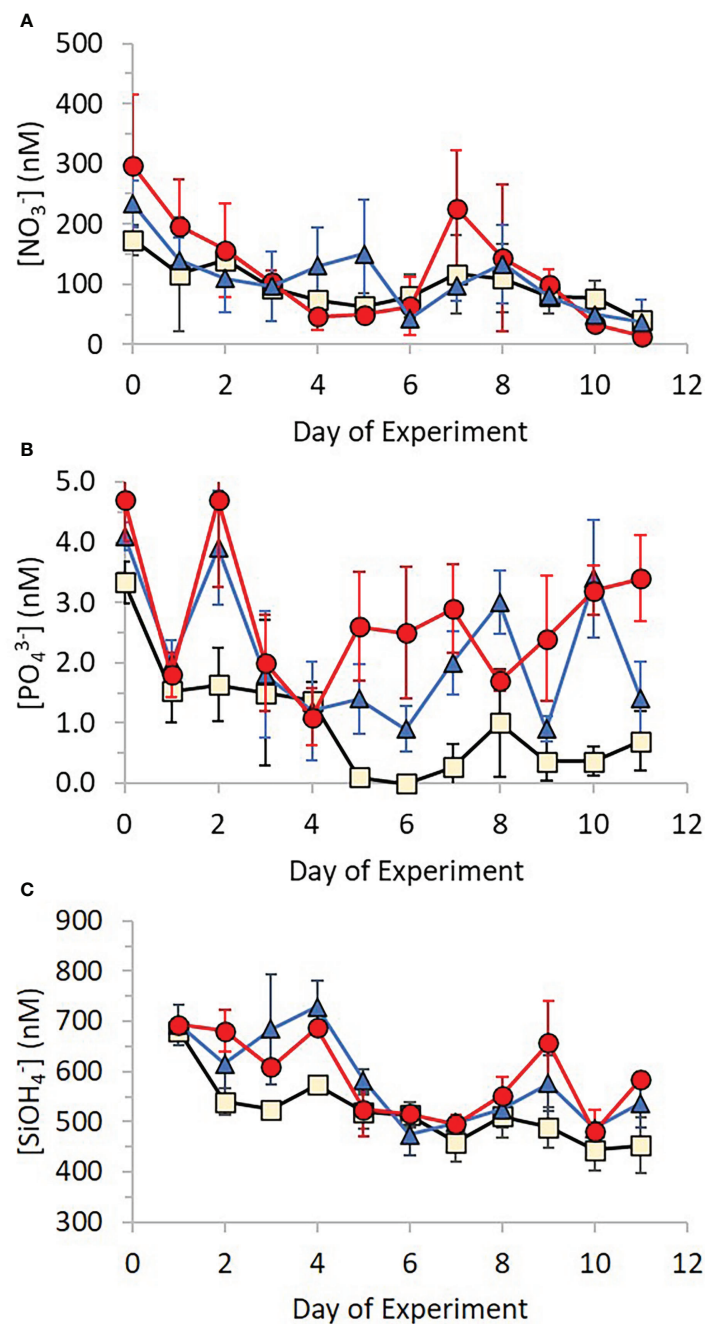 A
500
400
300
200
100
0
[NO₃⁻] (nM)
0 2 4 6 8 10 12
Day of Experiment
B
5.0
4.0
3.0
2.0
1.0
0.0
[PO₄³⁻] (nM)
0 2 4 6 8 10 12
Day of Experiment
C
900
800
700
600
500
400
300
[SiOH₄⁻] (nM)
0 2 4 6 8 10 12
Day of Experiment